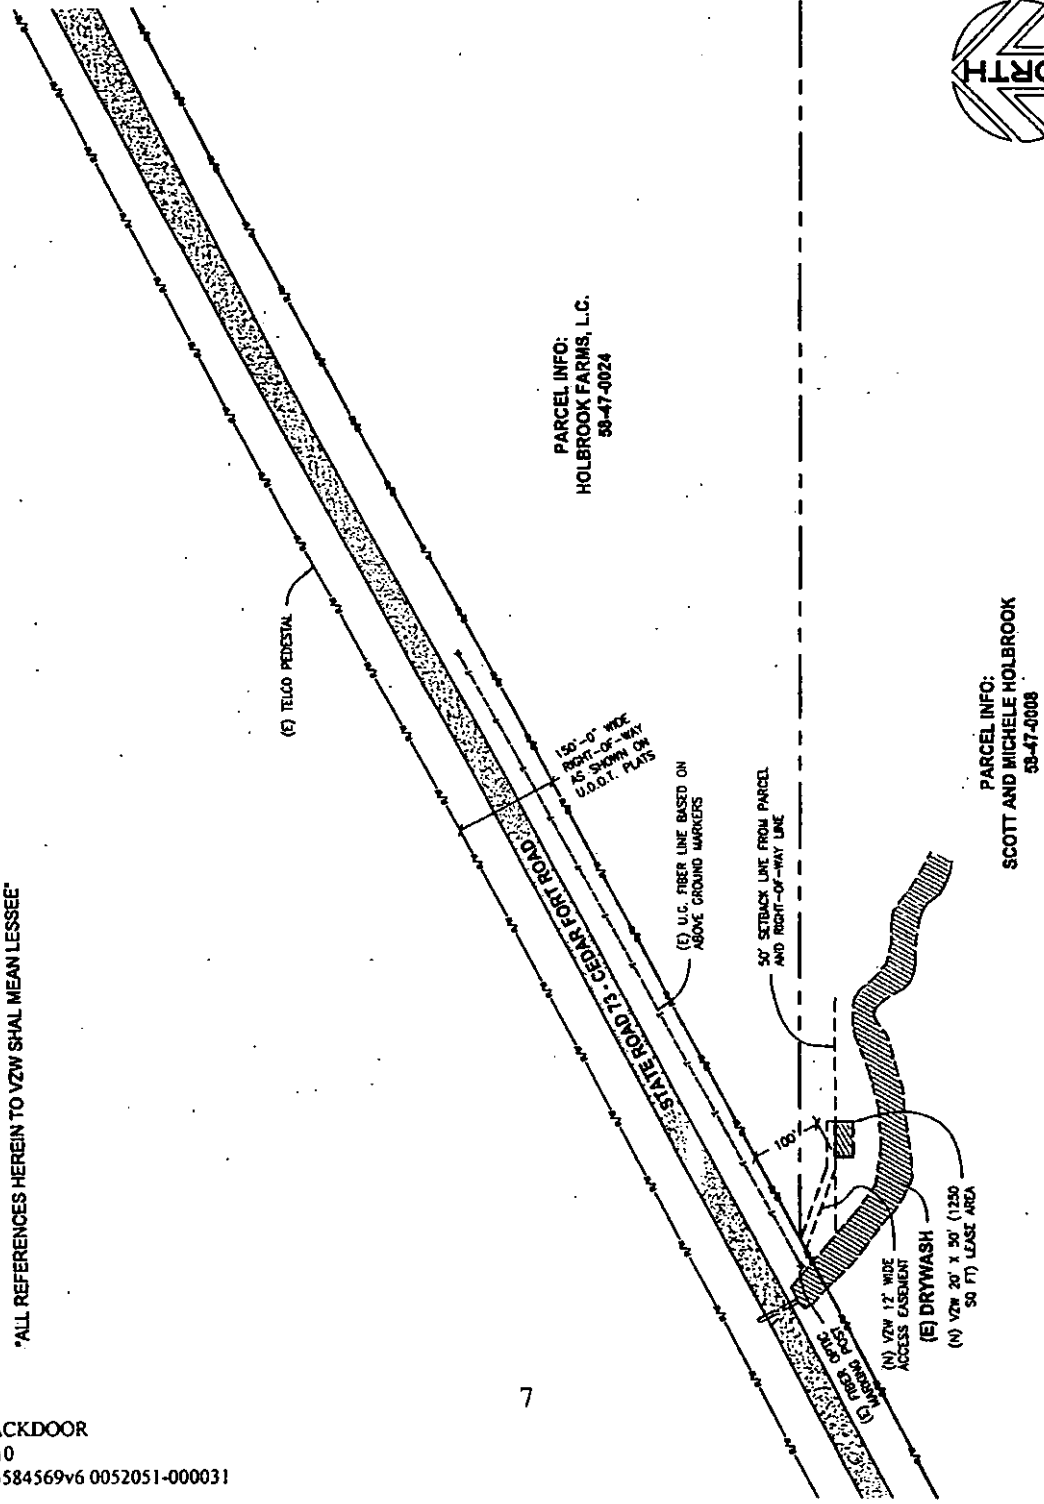 "ALL REFERENCES HEREIN TO VZW SHAL MEAN LESSEE"
(E) TELCO PEDESTAL
PARCEL INFO:
HOLBROOK FARMS, L.C.
58-47-0024
150'-0" WIDE
RIGHT-OF-WAY
AS SHOWN ON
U.D.O.T. PLATS
STATE ROAD 73 - CEDAR FORT ROAD
(E) U.G. FIBER LINE BASED ON
ABOVE GROUND MARKERS
50' SETBACK LINE FROM PARCEL
AND RIGHT-OF-WAY LINE
PARCEL INFO:
SCOTT AND MICHELE HOLBROOK
58-47-0008
100'
(E) FIBER OPTIC
MARKING POST
(N) VZW 12' WIDE
ACCESS EASEMENT
(E) DRYWASH
(N) VZW 20' X 50' (1250
SQ FT) LEASE AREA
ORTH
7
ACKDOOR
10
584569v6 0052051-000031